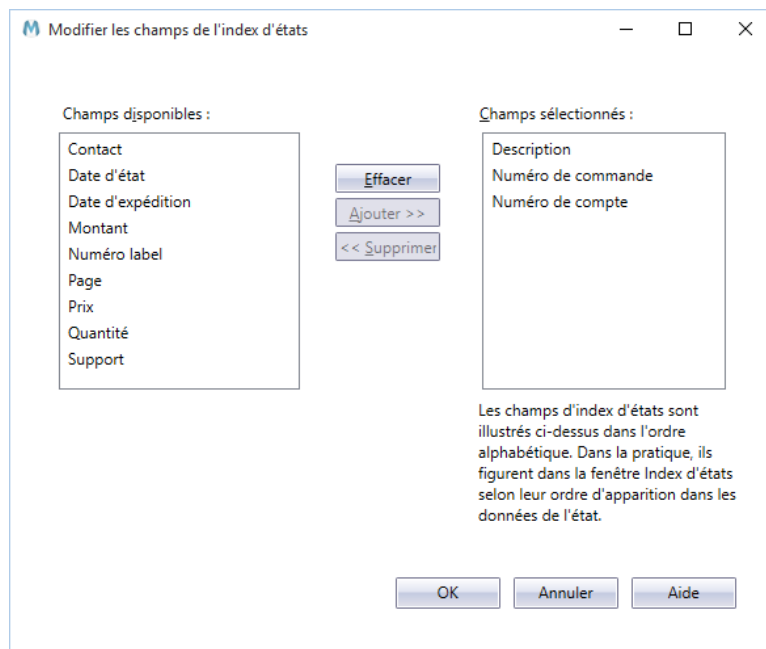 Modifier les champs de l'index d'états
Champs disponibles :
Contact
Date d'état
Date d'expédition
Montant
Numéro label
Page
Prix
Quantité
Support
Effacer
Ajouter >>
<< Supprimer
Champs sélectionnés :
Description
Numéro de commande
Numéro de compte
Les champs d'index d'états sont
illustrés ci-dessus dans l'ordre
alphabétique. Dans la pratique, ils
figurent dans la fenêtre Index d'états
selon leur ordre d'apparition dans les
données de l'état.
OK
Annuler
Aide